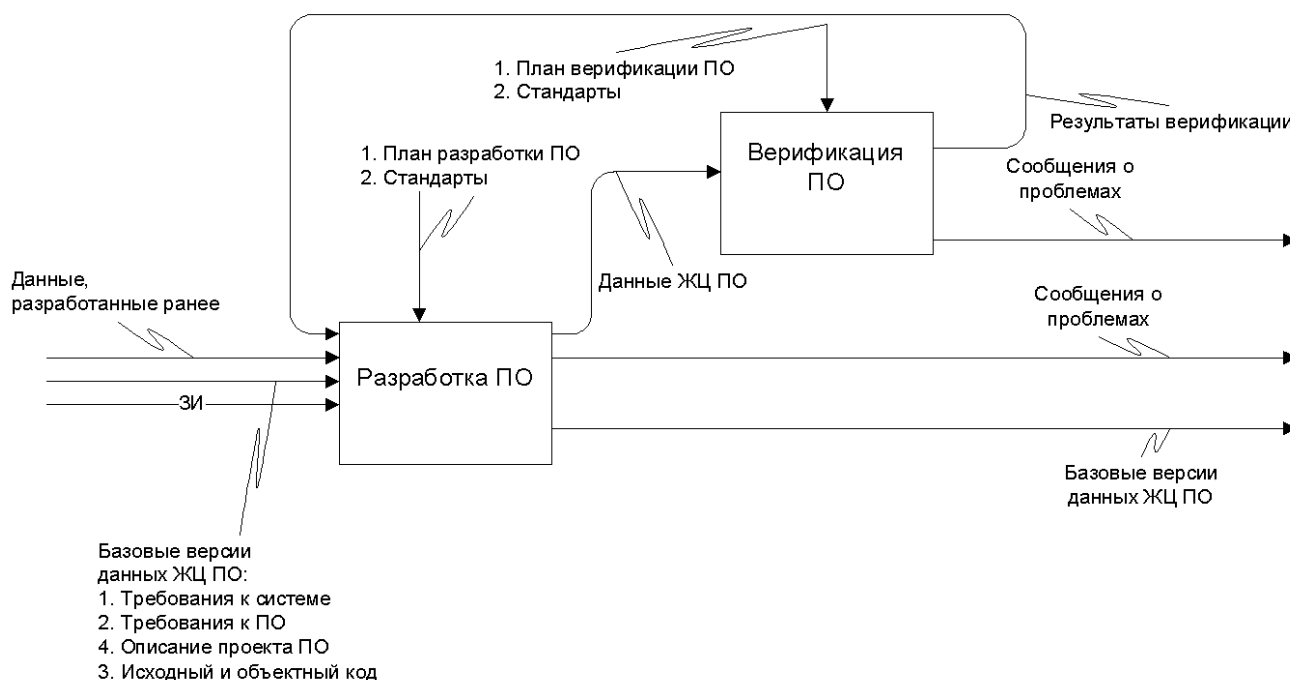 1. План верификации ПО
2. Стандарты
Результаты верификации
1. План разработки ПО
2. Стандарты
Верификация
ПО
Сообщения о
проблемах
Данные ЖЦ ПО
Данные,
разработанные ранее
Сообщения о
проблемах
Разработка ПО
ЗИ
Базовые версии
данных ЖЦ ПО
Базовые версии
данных ЖЦ ПО:
1. Требования к системе
2. Требования к ПО
4. Описание проекта ПО
3. Исходный и объектный код